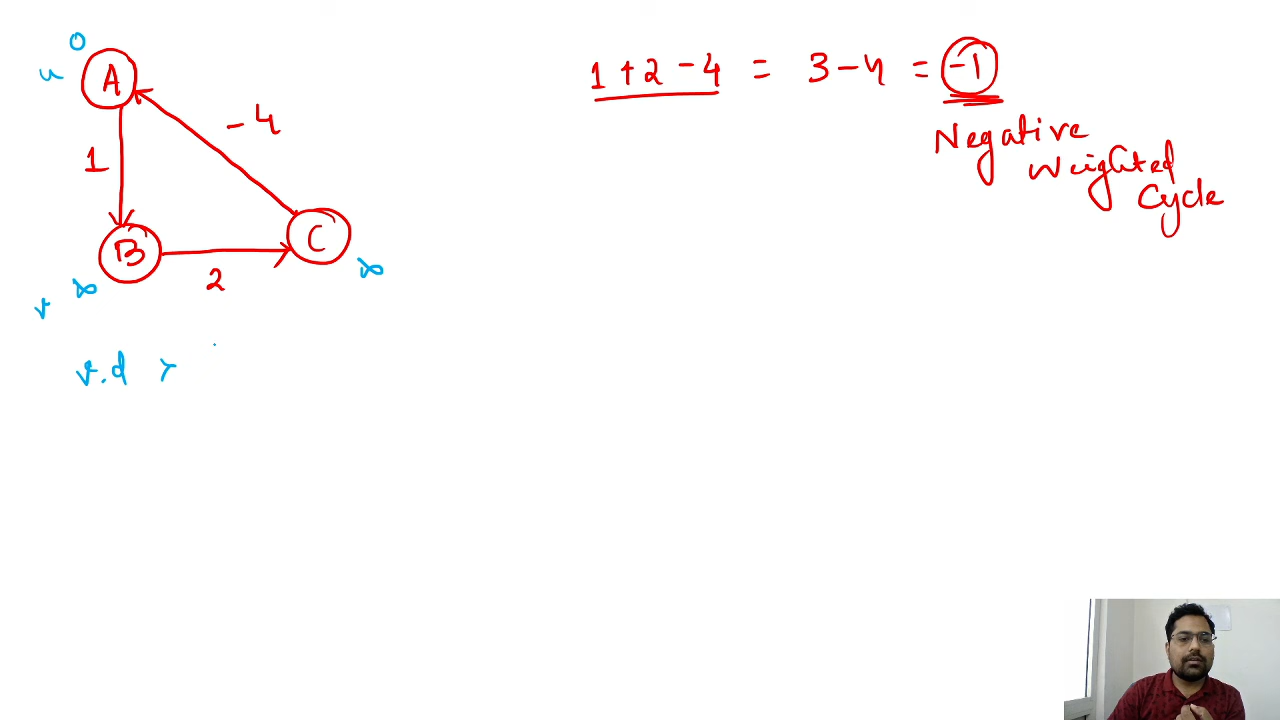 0
u
A
1 + 2 - 4 = 3 - 4 = -1
Negative
Weighted
Cycle
-4
1
B
C
2
∞
∞
v
v.d >